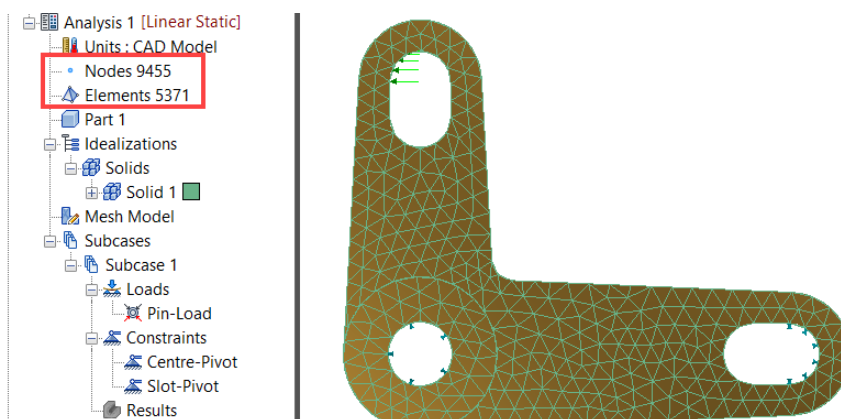 Analysis 1 [Linear Static]
Units : CAD Model
Nodes 9455
Elements 5371
Part 1
Idealizations
Solids
Solid 1
Mesh Model
Subcases
Subcase 1
Loads
Pin-Load
Constraints
Centre-Pivot
Slot-Pivot
Results